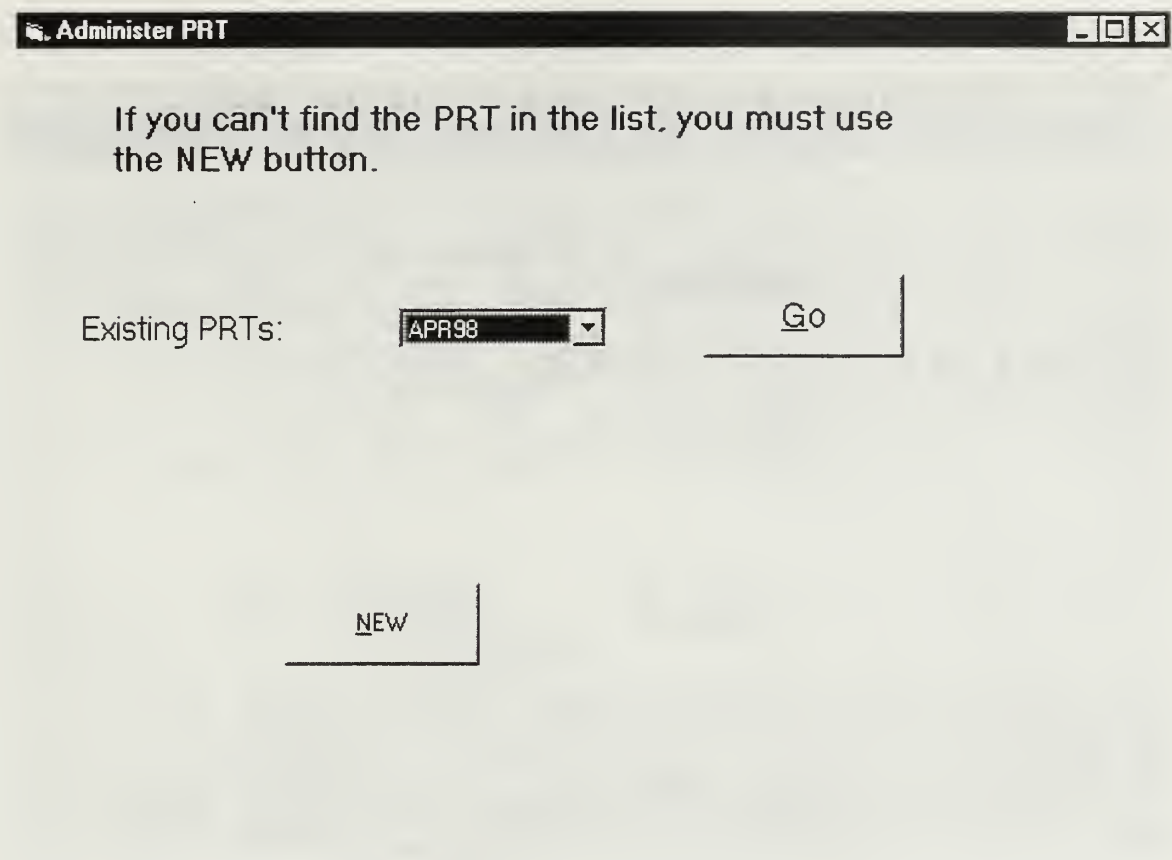 Administer PRT
If you can't find the PRT in the list, you must use
the NEW button.
Existing PRTs:
APR98
Go
NEW